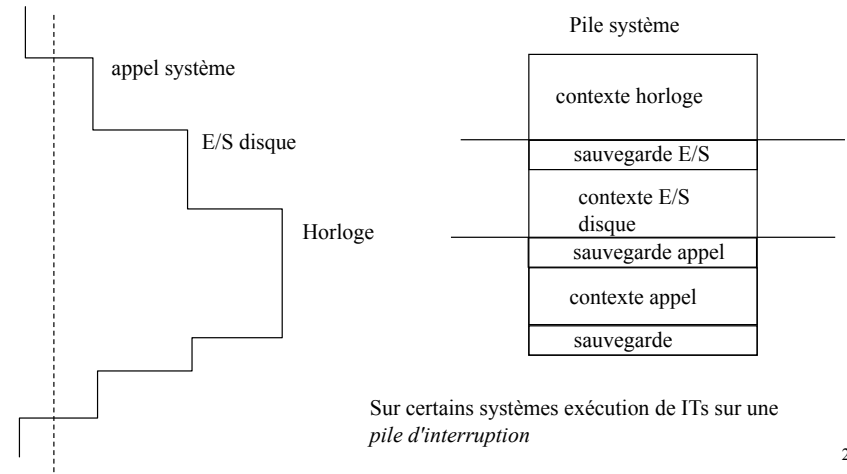 appel système
E/S disque
Horloge
Pile système
contexte horloge
sauvegarde E/S
contexte E/S
disque
sauvegarde appel
contexte appel
sauvegarde
Sur certains systèmes exécution de ITs sur une
pile d'interruption
2